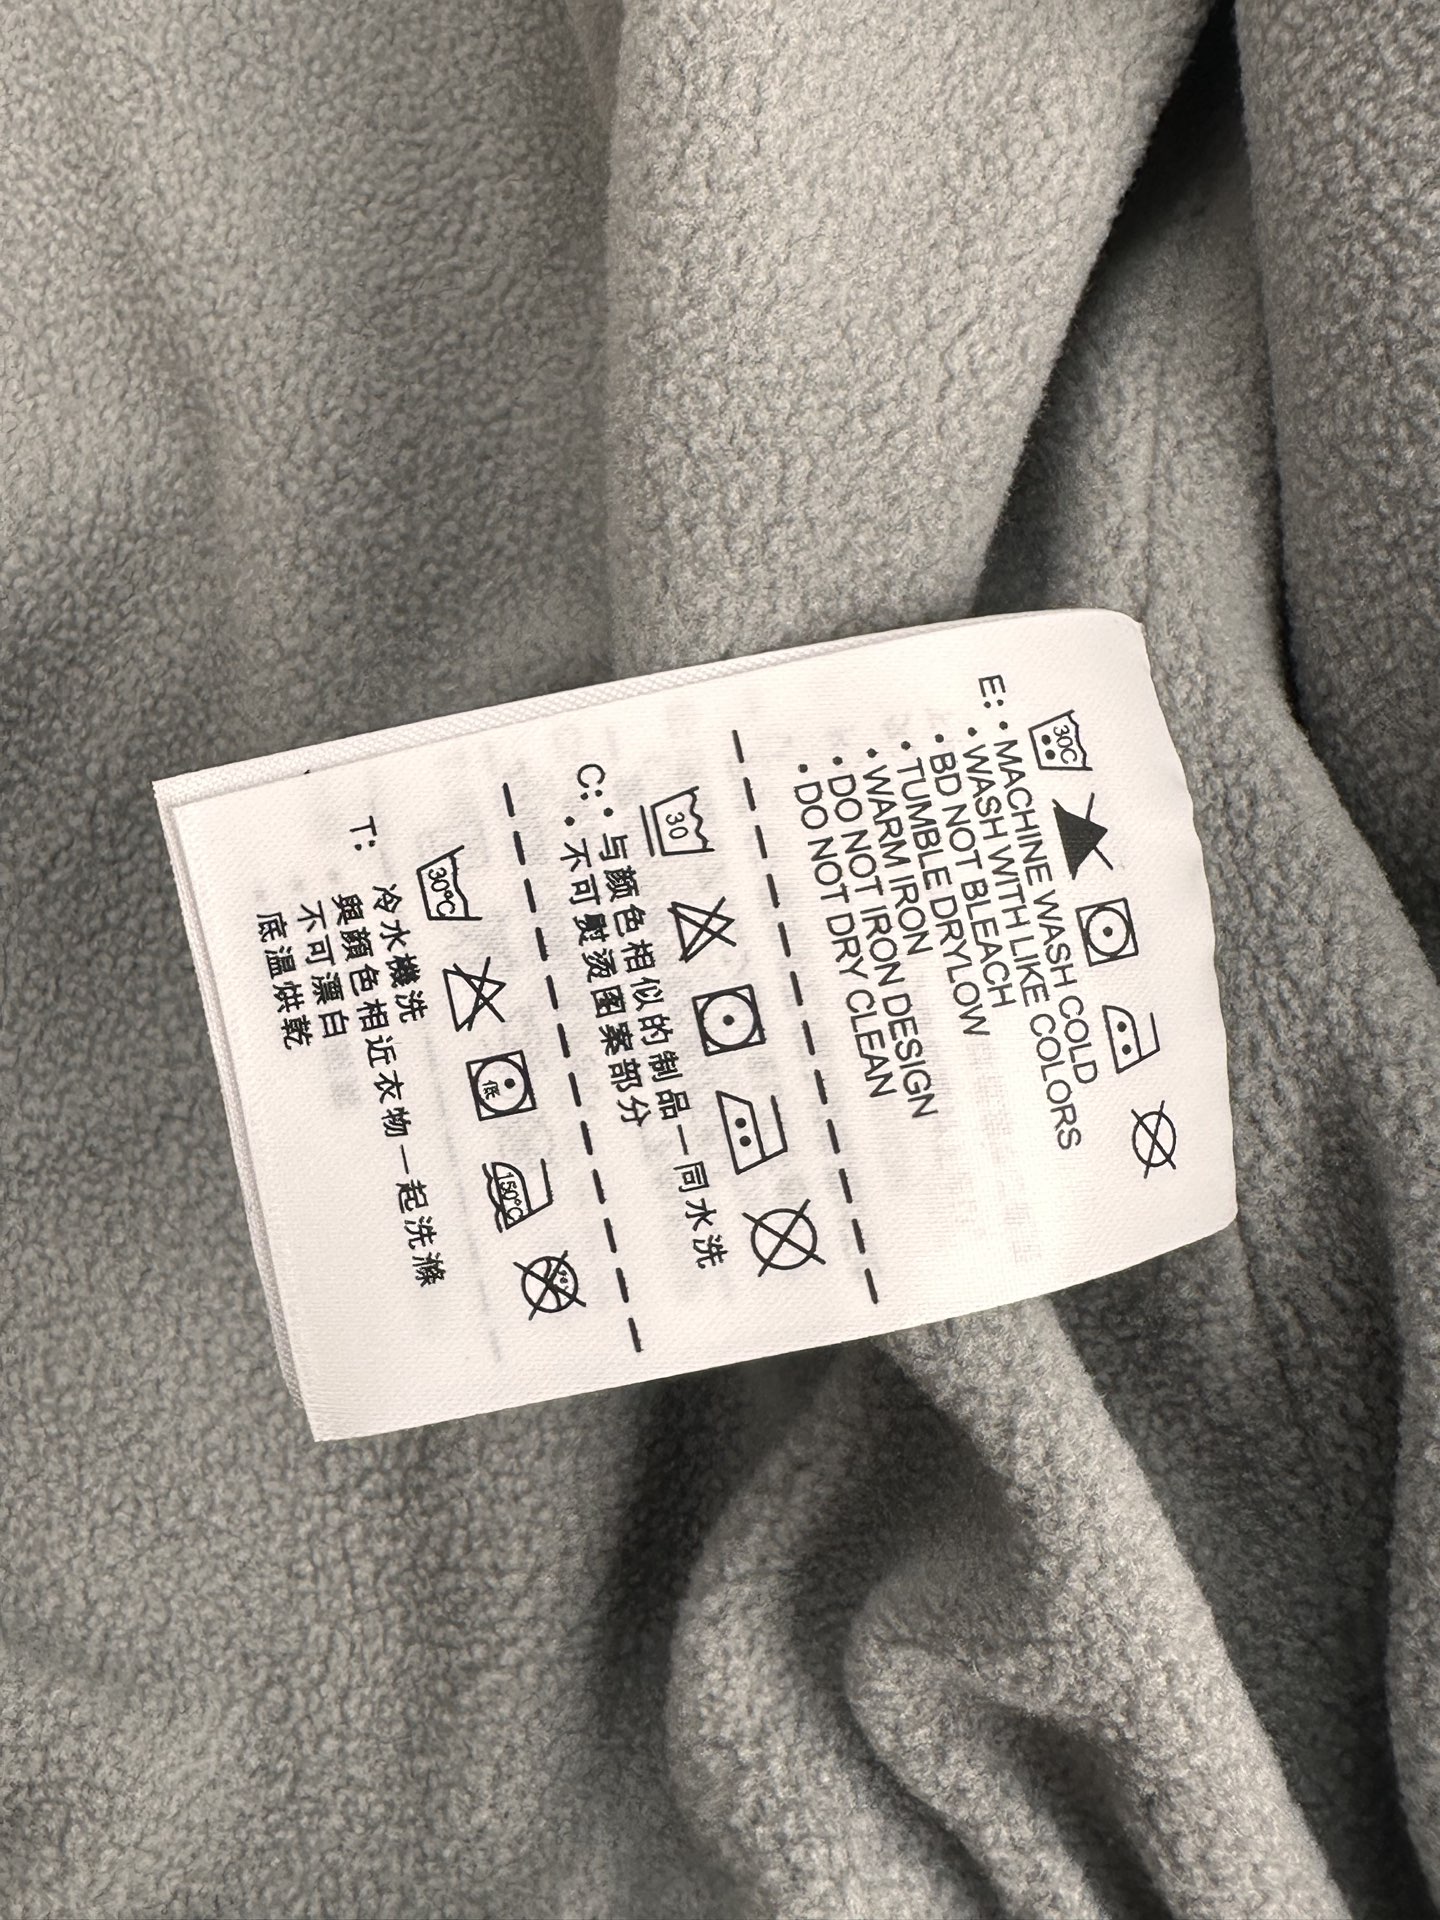 30C
E: • MACHINE WASH COLD
• WASH WITH LIKE COLORS
• BD NOT BLEACH
• TUMBLE DRYLOW
• WARM IRON
• DO NOT IRON DESIGN
• DO NOT DRY CLEAN
30
C: • 与颜色相似的制品一同水洗
• 不可熨烫图案部分
30°C 低 150°C
T: 冷水機洗
與顏色相近衣物一起洗滌
不可漂白
底溫烘乾